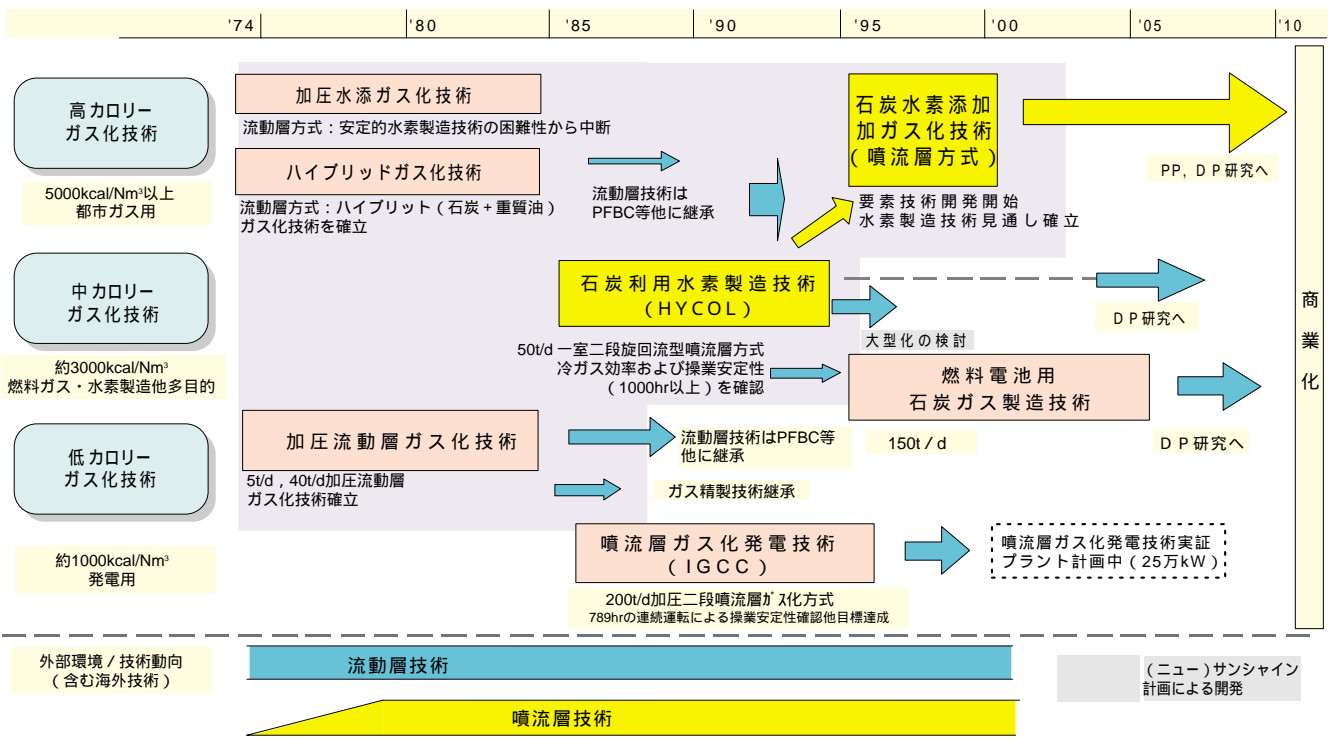 '74 '80 '85 '90 '95 '00 '05 '10
高カロリー
ガス化技術
5000kcal/Nm³以上
都市ガス用
加圧水添ガス化技術
流動層方式：安定的水素製造技術の困難性から中断
ハイブリッドガス化技術
流動層方式：ハイブリット（石炭＋重質油）
ガス化技術を確立
流動層技術は
PFBC等他に継承
石炭水素添加
加ガス化技術
（噴流層方式）
要素技術開発開始
水素製造技術見通し確立
PP, DP研究へ
中カロリー
ガス化技術
約3000kcal/Nm³
燃料ガス・水素製造他多目的
石炭利用水素製造技術
（HYCOL）
50t/d 一室二段旋回流型噴流層方式
冷ガス効率および操業安定性
（1000hr以上）を確認
大型化の検討
DP研究へ
燃料電池用
石炭ガス製造技術
150t/d
DP研究へ
低カロリー
ガス化技術
約1000kcal/Nm³
発電用
加圧流動層ガス化技術
5t/d，40t/d加圧流動層
ガス化技術確立
流動層技術はPFBC等
他に継承
ガス精製技術継承
噴流層ガス化発電技術
（IGCC）
200t/d加圧二段噴流層ｶﾞｽ化方式
789hrの連続運転による操業安定性確認他目標達成
噴流層ガス化発電技術実証
プラント計画中（25万kW）
商業化
外部環境/技術動向
（含む海外技術）
流動層技術
噴流層技術
（ニュー）サンシャイン
計画による開発